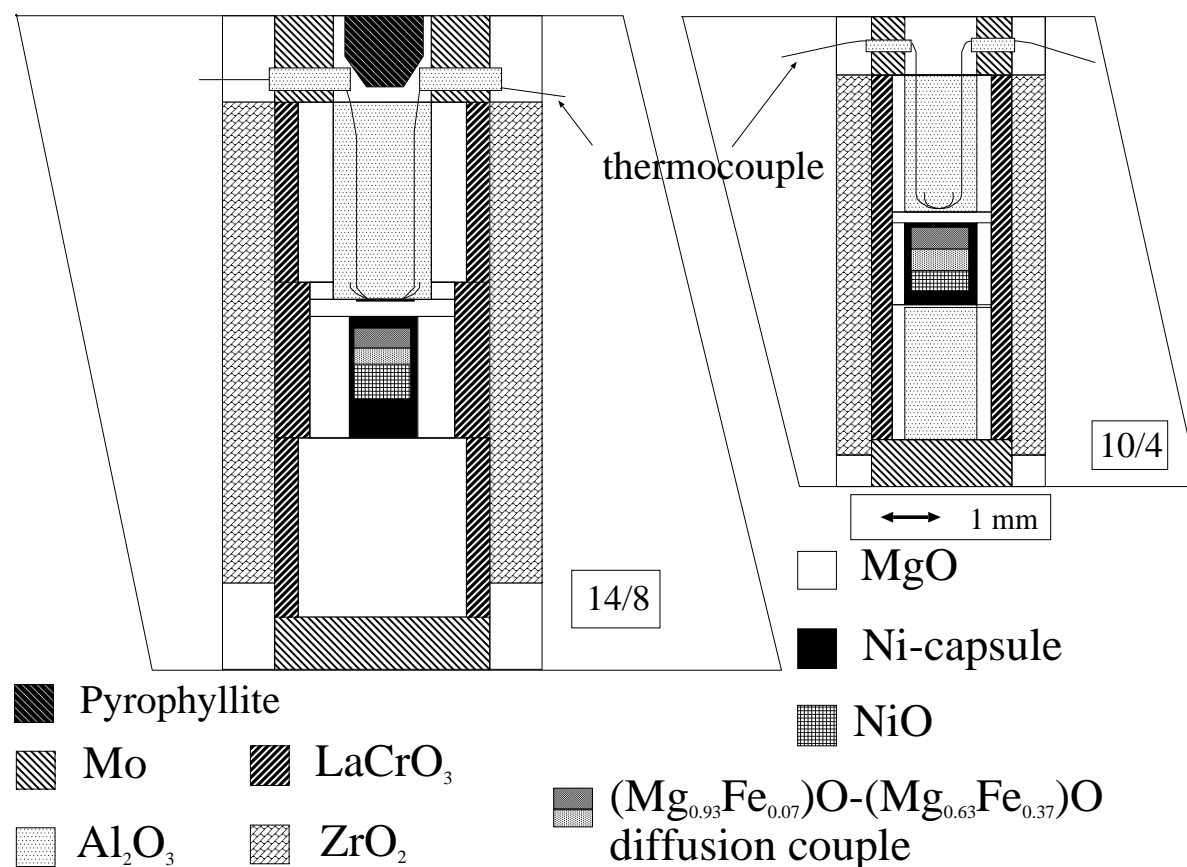 thermocouple
10/4
1 mm
14/8
MgO
Ni-capsule
NiO
Pyrophyllite
Mo
LaCrO₃
Al₂O₃
ZrO₂
(Mg₀.₉₃Fe₀.₀₇)O-(Mg₀.₆₃Fe₀.₃₇)O
diffusion couple